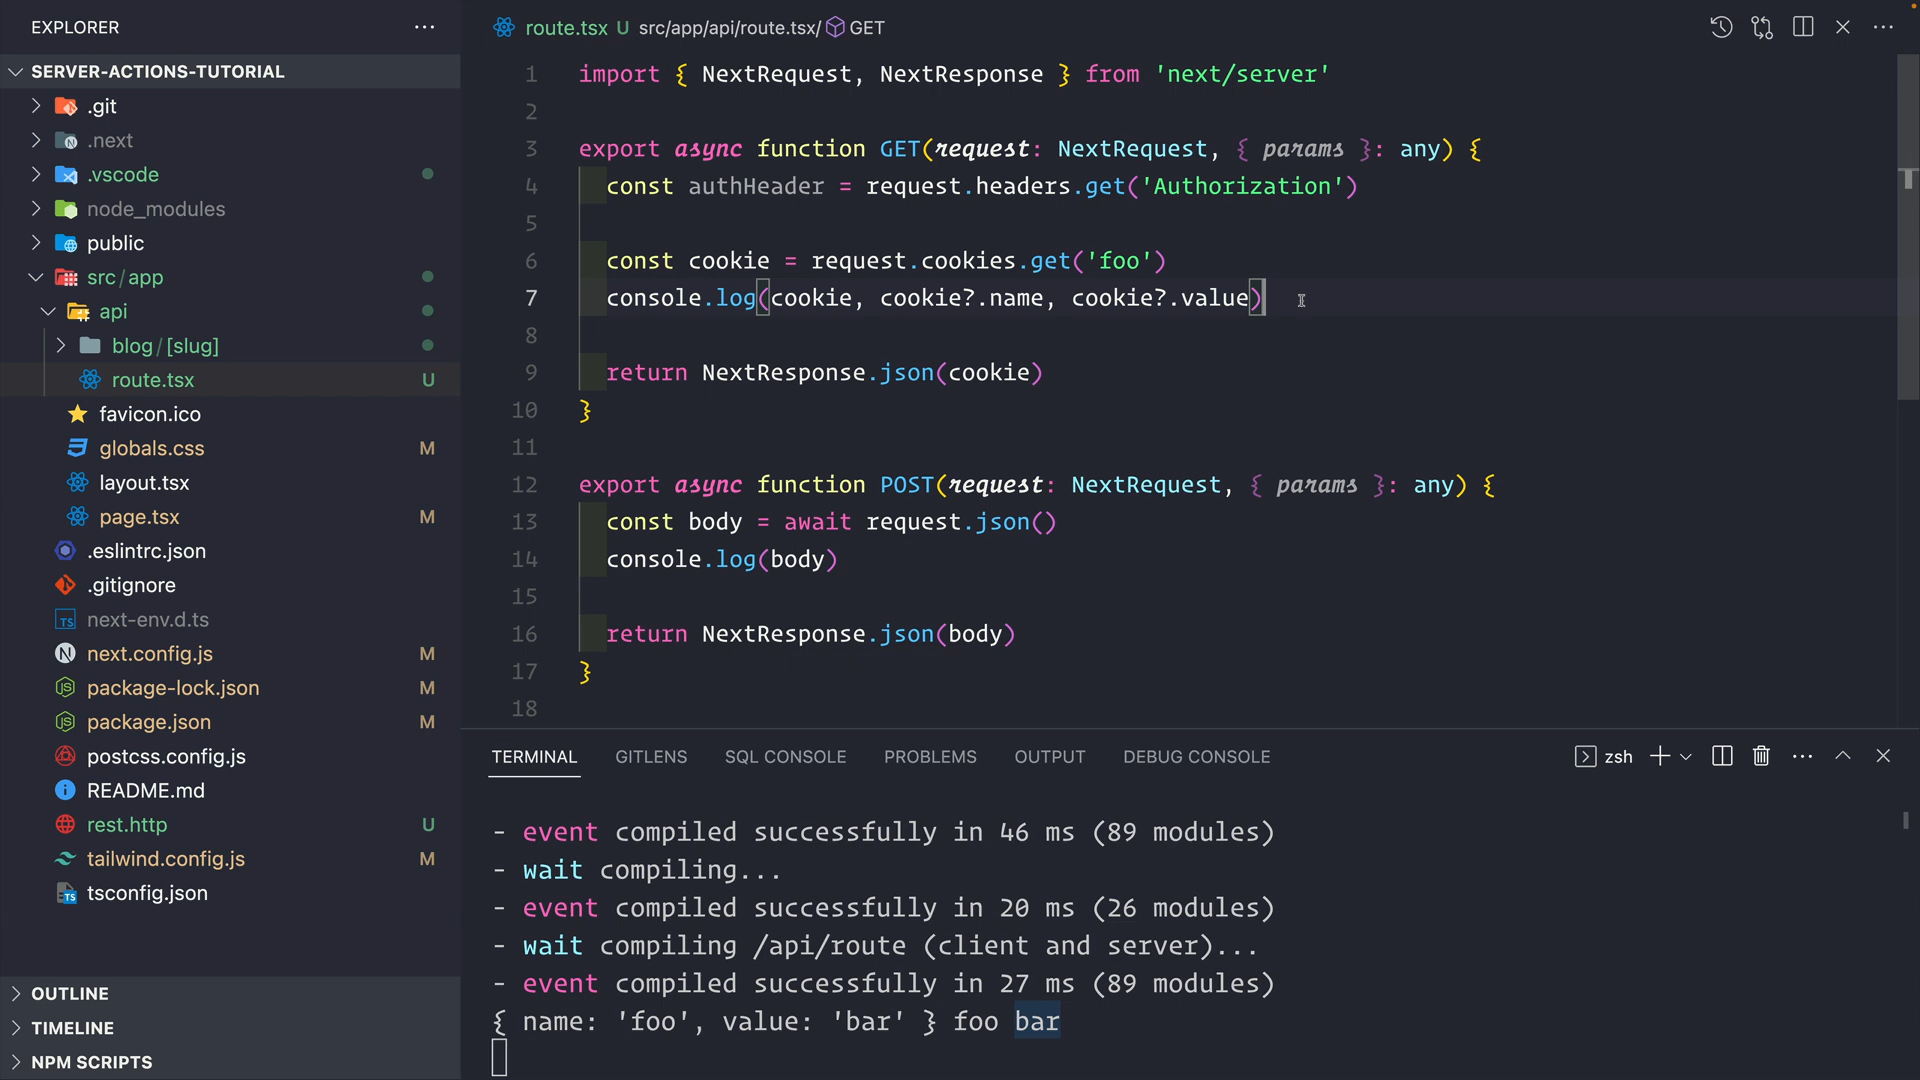 EXPLORER
SERVER-ACTIONS-TUTORIAL
.git
.next
.vscode
node_modules
public
src/app
api
blog/[slug]
route.tsx U
favicon.ico
globals.css M
layout.tsx
page.tsx M
.eslintrc.json
.gitignore
next-env.d.ts
next.config.js M
package-lock.json M
package.json M
postcss.config.js
README.md
rest.http U
tailwind.config.js M
tsconfig.json
OUTLINE
TIMELINE
NPM SCRIPTS
route.tsx U src/app/api/route.tsx/ GET
1 import { NextRequest, NextResponse } from 'next/server'
2
3 export async function GET(request: NextRequest, { params }: any) {
4 const authHeader = request.headers.get('Authorization')
5
6 const cookie = request.cookies.get('foo')
7 console.log(cookie, cookie?.name, cookie?.value)
8
9 return NextResponse.json(cookie)
10 }
11
12 export async function POST(request: NextRequest, { params }: any) {
13 const body = await request.json()
14 console.log(body)
15
16 return NextResponse.json(body)
17 }
18
TERMINAL GITLENS SQL CONSOLE PROBLEMS OUTPUT DEBUG CONSOLE zsh
- event compiled successfully in 46 ms (89 modules)
- wait compiling...
- event compiled successfully in 20 ms (26 modules)
- wait compiling /api/route (client and server)...
- event compiled successfully in 27 ms (89 modules)
{ name: 'foo', value: 'bar' } foo bar